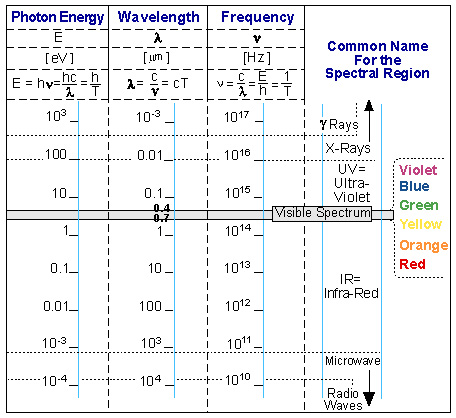 Photon Energy Wavelength Frequency
E̅ λ ν
[eV] [μm] [Hz]
Common Name
For the
Spectral Region
E = hν = hc/λ = h/T λ = c/ν = cT ν = c/λ = E/h = 1/T
10³ 10⁻³ 10¹⁷
γ Rays
X-Rays
100 0.01 10¹⁶
UV=
Ultra-
Violet
10 0.1 10¹⁵
0.4
0.7
Visible Spectrum
Violet
Blue
Green
Yellow
Orange
Red
1 1 10¹⁴
0.1 10 10¹³
IR=
Infra-Red
0.01 100 10¹²
10⁻³ 10³ 10¹¹
Microwave
10⁻⁴ 10⁴ 10¹⁰
Radio
Waves